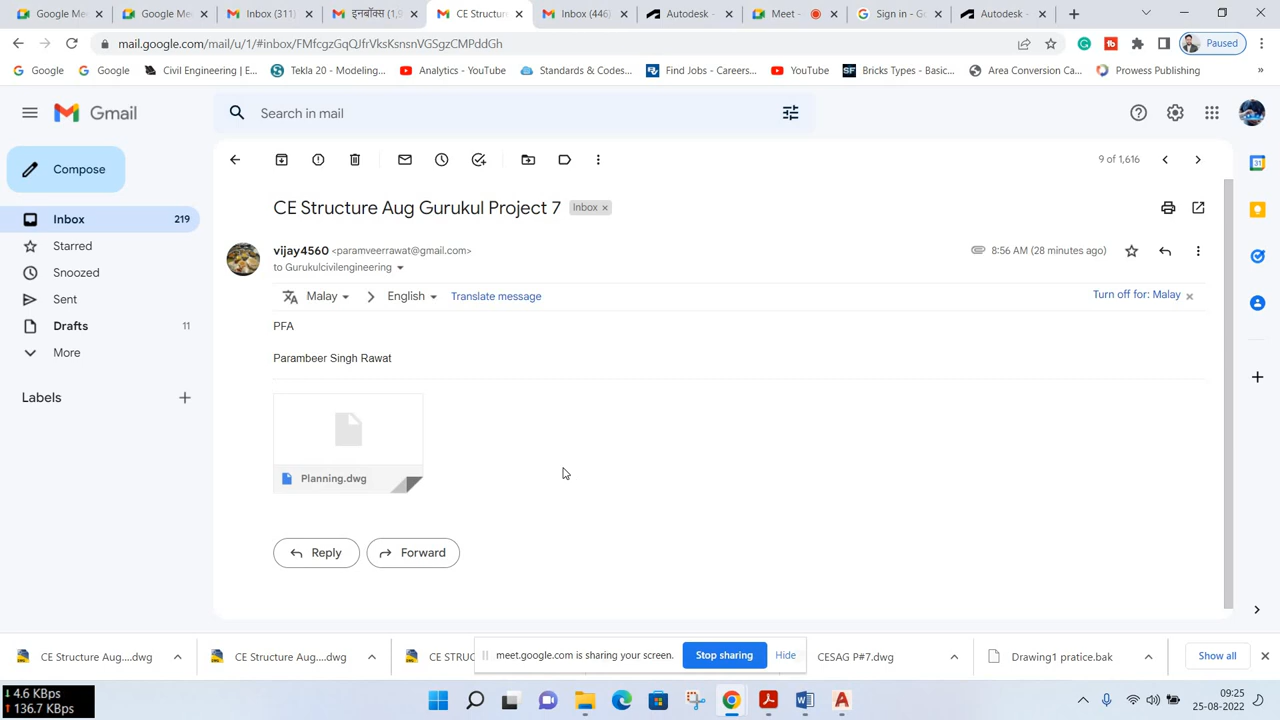 Google Me
Google Me
Inbox (311)
इनबॉक्स (1,9
CE Structure
Inbox (446)
Autodesk -
Meet -
Sign in - Go
Autodesk -
mail.google.com/mail/u/1/#inbox/FMfcgzGqQJfrVkrKsnsnVGSgzCMPddGh
Paused
Google
Google
Civil Engineering | E...
Tekla 20 - Modeling...
Analytics - YouTube
Standards & Codes...
Find Jobs - Careers...
YouTube
Bricks Types - Basic...
Area Conversion Ca...
Prowess Publishing
»
Gmail
Search in mail
Compose
9 of 1,616
Inbox 219
Starred
Snoozed
Sent
Drafts 11
More
Labels
CE Structure Aug Gurukul Project 7 Inbox ×
vijay4560 <paramveerrawat@gmail.com>
8:56 AM (28 minutes ago)
to Gurukulcivilengineering
Malay > English Translate message
Turn off for: Malay ×
PFA
Parambeer Singh Rawat
Planning.dwg
Reply
Forward
CE Structure Aug....dwg
CE Structure Aug....dwg
CE STRUC
meet.google.com is sharing your screen.
Stop sharing
Hide
CESAG P#7.dwg
Drawing1 pratice.bak
Show all
4.6 KBps
136.7 KBps
09:25
25-08-2022